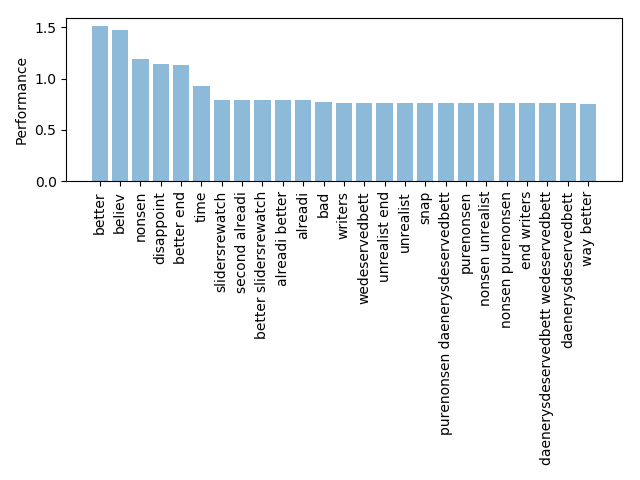 1.5
1.0
0.5
0.0
Performance
better
believ
nonsen
disappoint
better end
time
slidersrewatch
second alreadi
better slidersrewatch
alreadi better
alreadi
bad
writers
wedeservedbett
unrealist end
unrealist
snap
purenonsen daenerysdeservedbett
purenonsen
nonsen unrealist
nonsen purenonsen
end writers
daenerysdeservedbett wedeservedbett
daenerysdeservedbett
way better